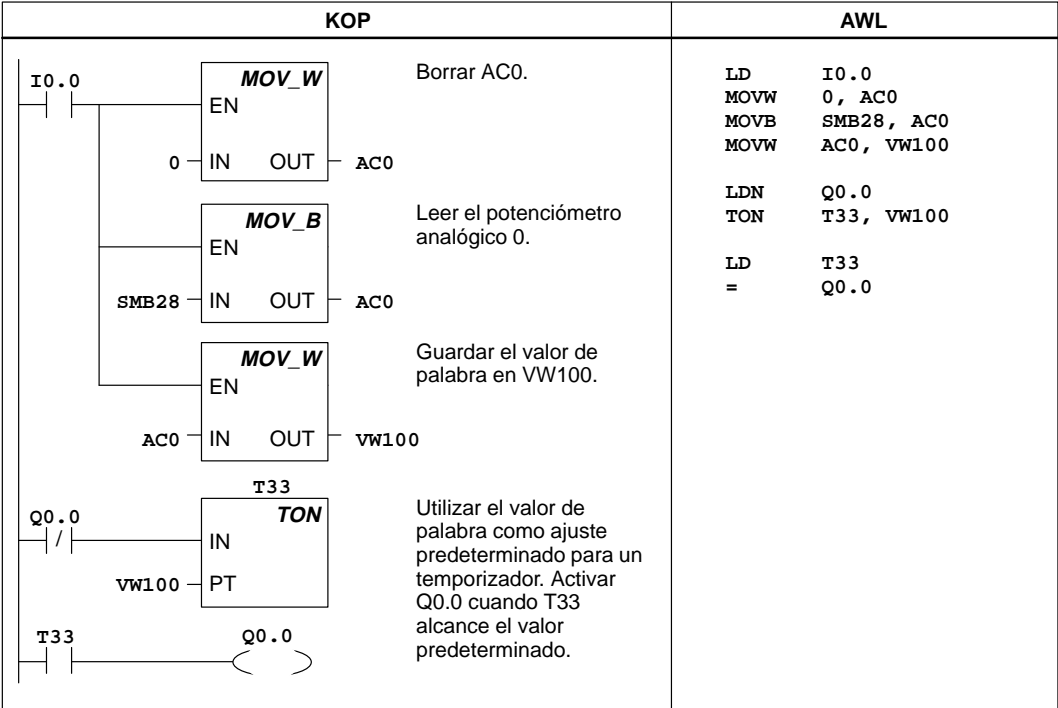 KOP
AWL
I0.0
MOV_W
EN
0
IN
OUT
AC0
Borrar AC0.
MOV_B
EN
SMB28
IN
OUT
AC0
Leer el potenciómetro
analógico 0.
MOV_W
EN
AC0
IN
OUT
VW100
Guardar el valor de
palabra en VW100.
T33
Q0.0
/
TON
IN
VW100
PT
Utilizar el valor de
palabra como ajuste
predeterminado para un
temporizador. Activar
Q0.0 cuando T33
alcance el valor
predeterminado.
T33
Q0.0
LD I0.0
MOVW 0, AC0
MOVB SMB28, AC0
MOVW AC0, VW100
LDN Q0.0
TON T33, VW100
LD T33
= Q0.0